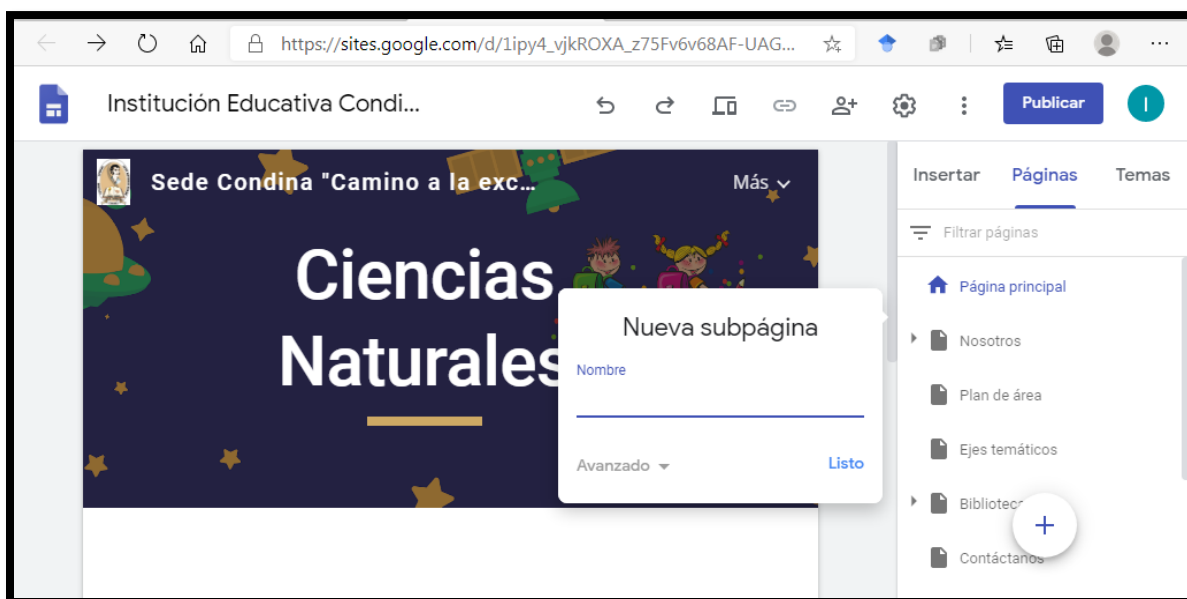 https://sites.google.com/d/1ipy4_vjkROXA_z75Fv6v68AF-UAG...
Institución Educativa Condi...
Publicar
I
Sede Condina "Camino a la exc...
Más
Ciencias
Naturales
Nueva subpágina
Nombre
Avanzado
Listo
Insertar Páginas Temas
Filtrar páginas
Página principal
Nosotros
Plan de área
Ejes temáticos
Bibliotec
Contáctanos